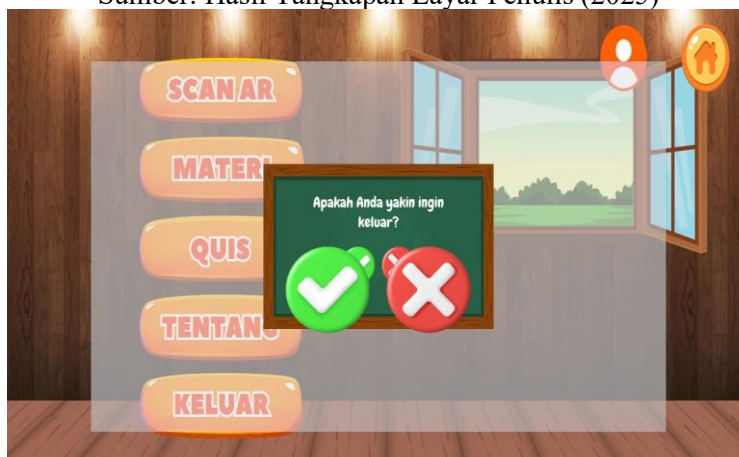 Sumber: Hasil Tangkapan Layar Penulis (2025)
SCAN AR
MATERI
QUIS
TENTANG
KELUAR
Apakah Anda yakin ingin
keluar?